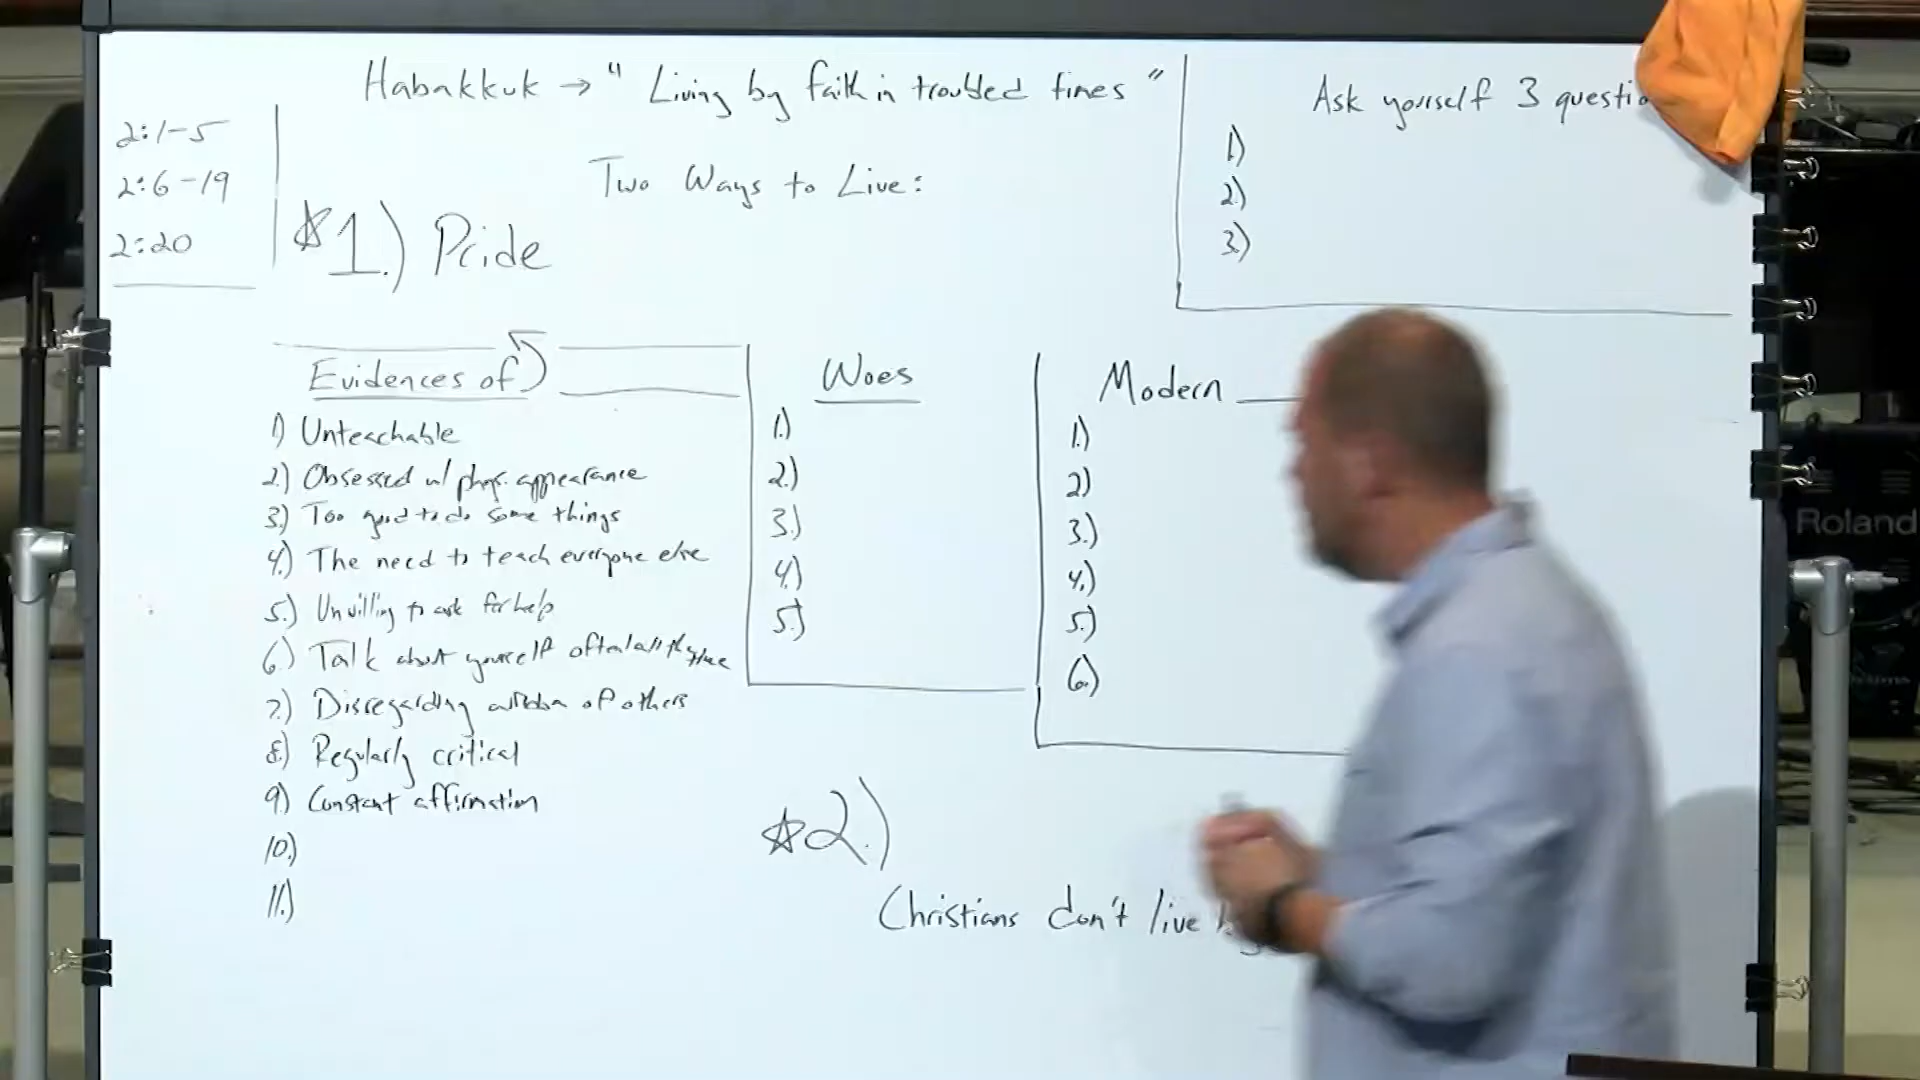 Habakkuk → "Living by faith in troubled times"
Ask yourself 3 questio
1)
2)
3)
2:1-5
2:6-19
2:20
Two Ways to Live:
☆1.) Pride
Evidences of
1) Unteachable
2) Obsessed w/ phys. appearance
3) Too good to do some things
4) The need to teach everyone else
5.) Unwilling to ask for help
6) Talk about yourself often/all the time
7.) Disregarding of others
8) Regularly critical
9) Constant affirmation
10.)
11.)
Woes
1.)
2.)
3.)
4.)
5.)
Modern
1.)
2)
3.)
4.)
5.)
6.)
☆2.)
Christians don't live
Roland